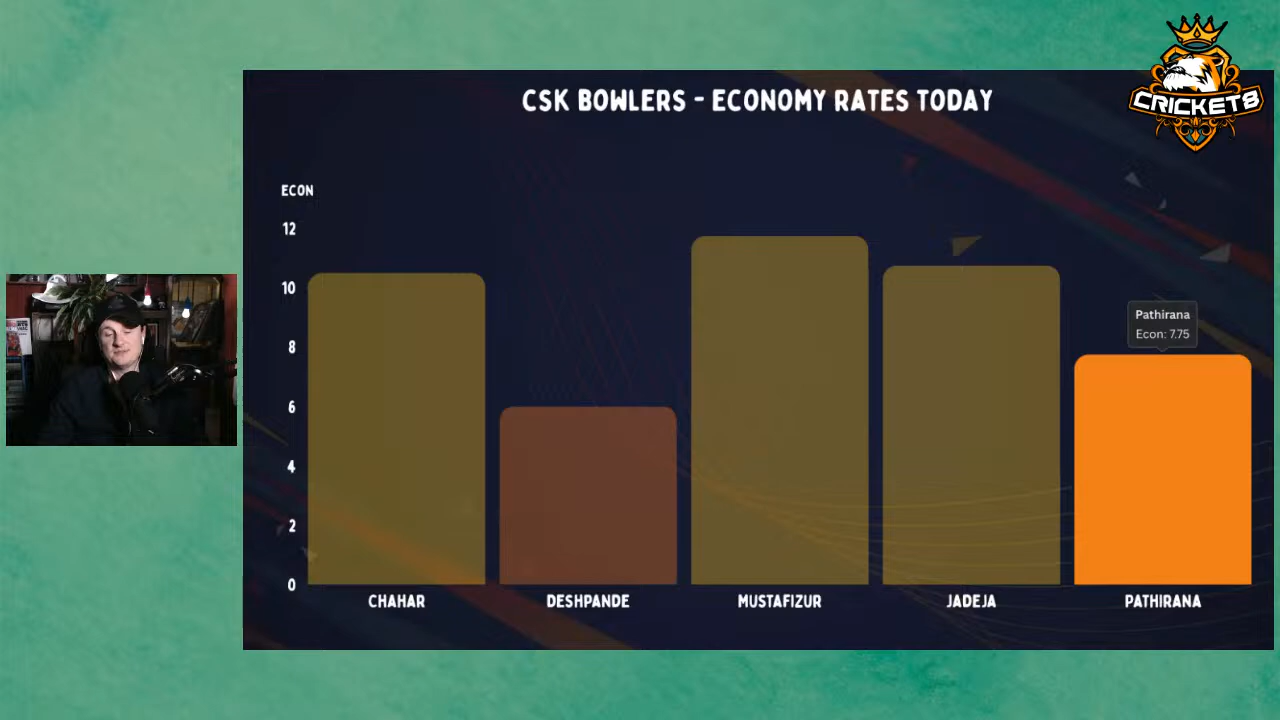 CRICKET8
CSK BOWLERS - ECONOMY RATES TODAY
ECON
12
10
8
6
4
2
0
Pathirana
Econ: 7.75
CHAHAR
DESHPANDE
MUSTAFIZUR
JADEJA
PATHIRANA